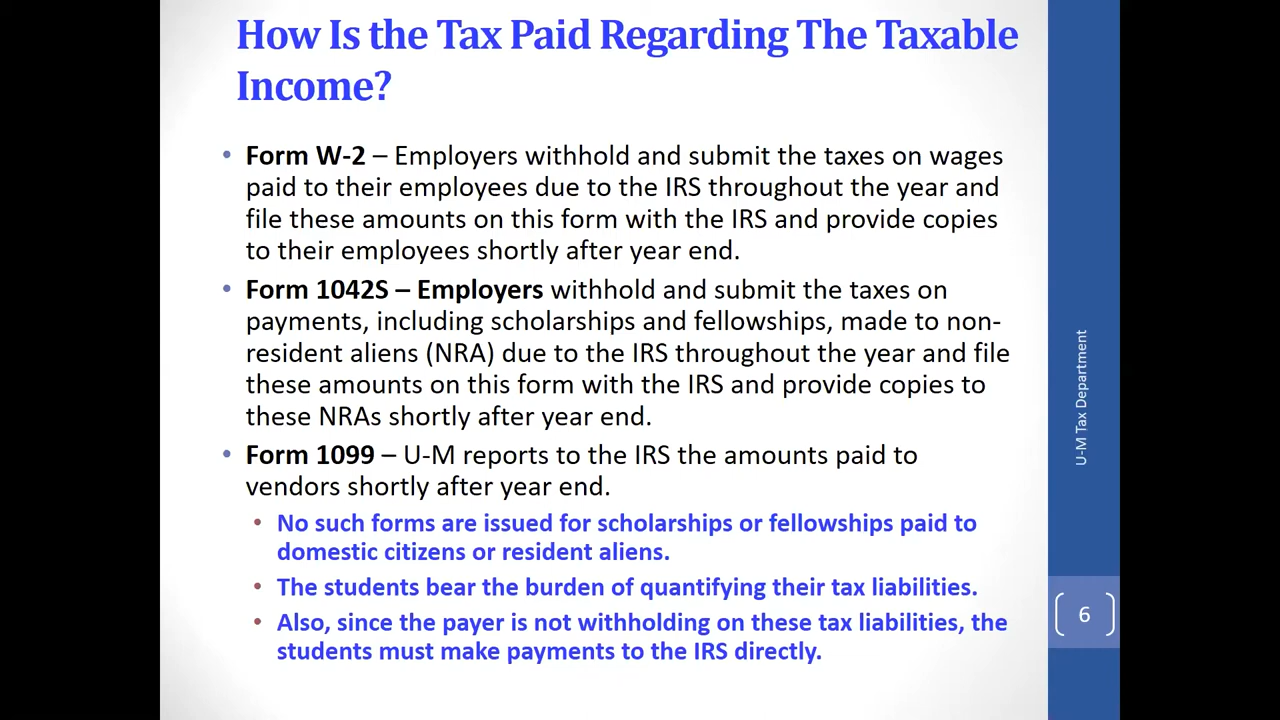 How Is the Tax Paid Regarding The Taxable
Income?
• Form W-2 – Employers withhold and submit the taxes on wages
paid to their employees due to the IRS throughout the year and
file these amounts on this form with the IRS and provide copies
to their employees shortly after year end.
• Form 1042S – Employers withhold and submit the taxes on
payments, including scholarships and fellowships, made to non-
resident aliens (NRA) due to the IRS throughout the year and file
these amounts on this form with the IRS and provide copies to
these NRAs shortly after year end.
• Form 1099 – U-M reports to the IRS the amounts paid to
vendors shortly after year end.
• No such forms are issued for scholarships or fellowships paid to
domestic citizens or resident aliens.
• The students bear the burden of quantifying their tax liabilities.
• Also, since the payer is not withholding on these tax liabilities, the
students must make payments to the IRS directly.
U-M Tax Department
6